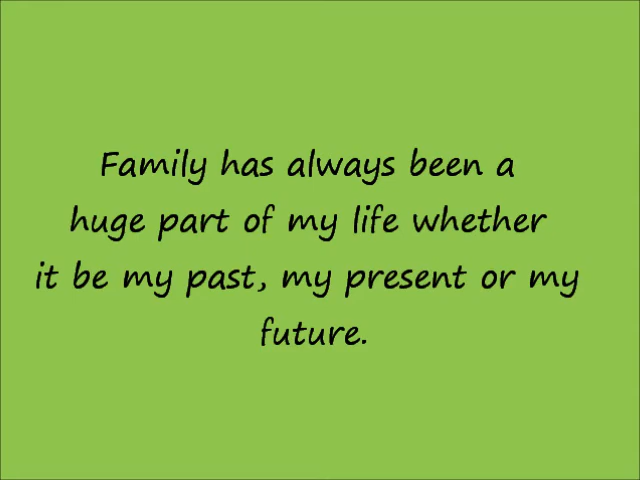 Family has always been a
huge part of my life whether
it be my past, my present or my
future.